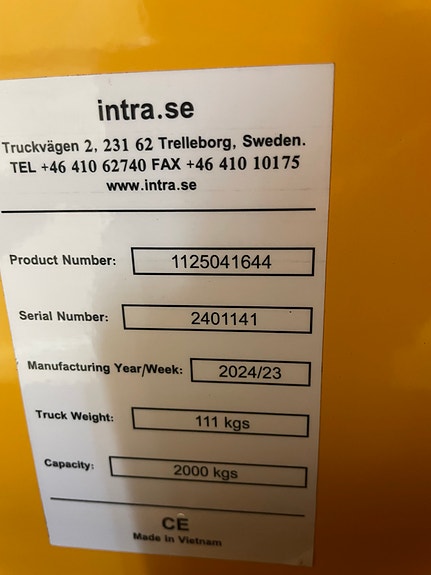 intra.se
Truckvägen 2, 231 62 Trelleborg, Sweden.
TEL +46 410 62740 FAX +46 410 10175
www.intra.se
Product Number: 1125041644
Serial Number: 2401141
Manufacturing Year/Week: 2024/23
Truck Weight: 111 kgs
Capacity: 2000 kgs
CE
Made in Vietnam